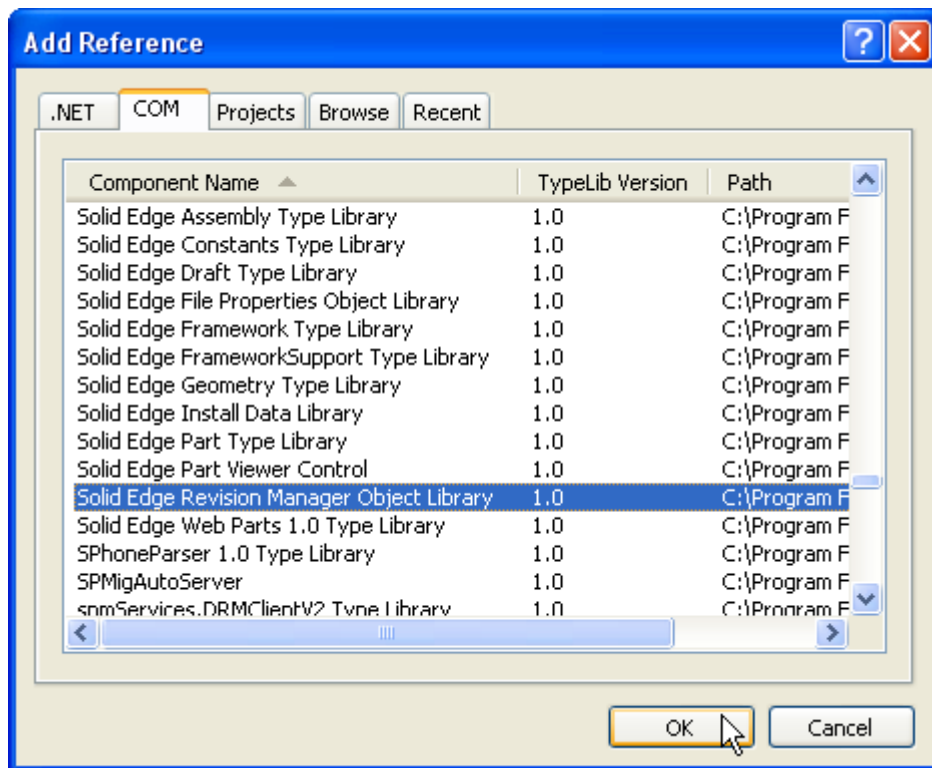 Add Reference
.NET COM Projects Browse Recent
Component Name TypeLib Version Path
Solid Edge Assembly Type Library 1.0 C:\Program F
Solid Edge Constants Type Library 1.0 C:\Program F
Solid Edge Draft Type Library 1.0 C:\Program F
Solid Edge File Properties Object Library 1.0 C:\Program F
Solid Edge Framework Type Library 1.0 C:\Program F
Solid Edge FrameworkSupport Type Library 1.0 C:\Program F
Solid Edge Geometry Type Library 1.0 C:\Program F
Solid Edge Install Data Library 1.0 C:\Program F
Solid Edge Part Type Library 1.0 C:\Program F
Solid Edge Part Viewer Control 1.0 C:\Program F
Solid Edge Revision Manager Object Library 1.0 C:\Program F
Solid Edge Web Parts 1.0 Type Library 1.0 C:\Program F
SPhoneParser 1.0 Type Library 1.0 C:\Program F
SPMigAutoServer 1.0 C:\Program F
spmServices.DRMClientV2 Type Library 1.0 C:\Program F
OK Cancel